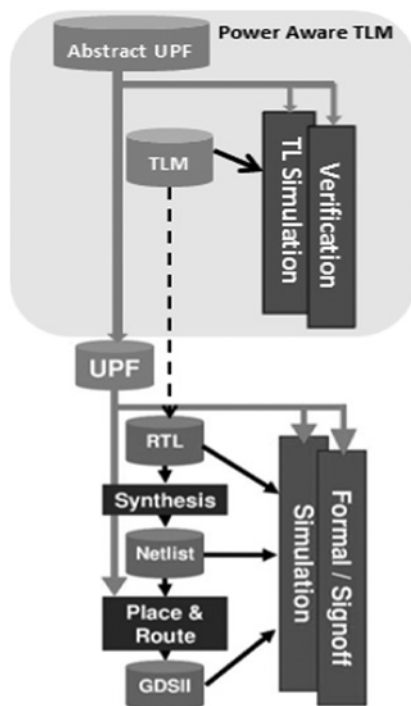 Abstract UPF
Power Aware TLM
TLM
TL Simulation
Verification
UPF
RTL
Synthesis
Netlist
Place &
Route
GDSII
Simulation
Formal / Signoff